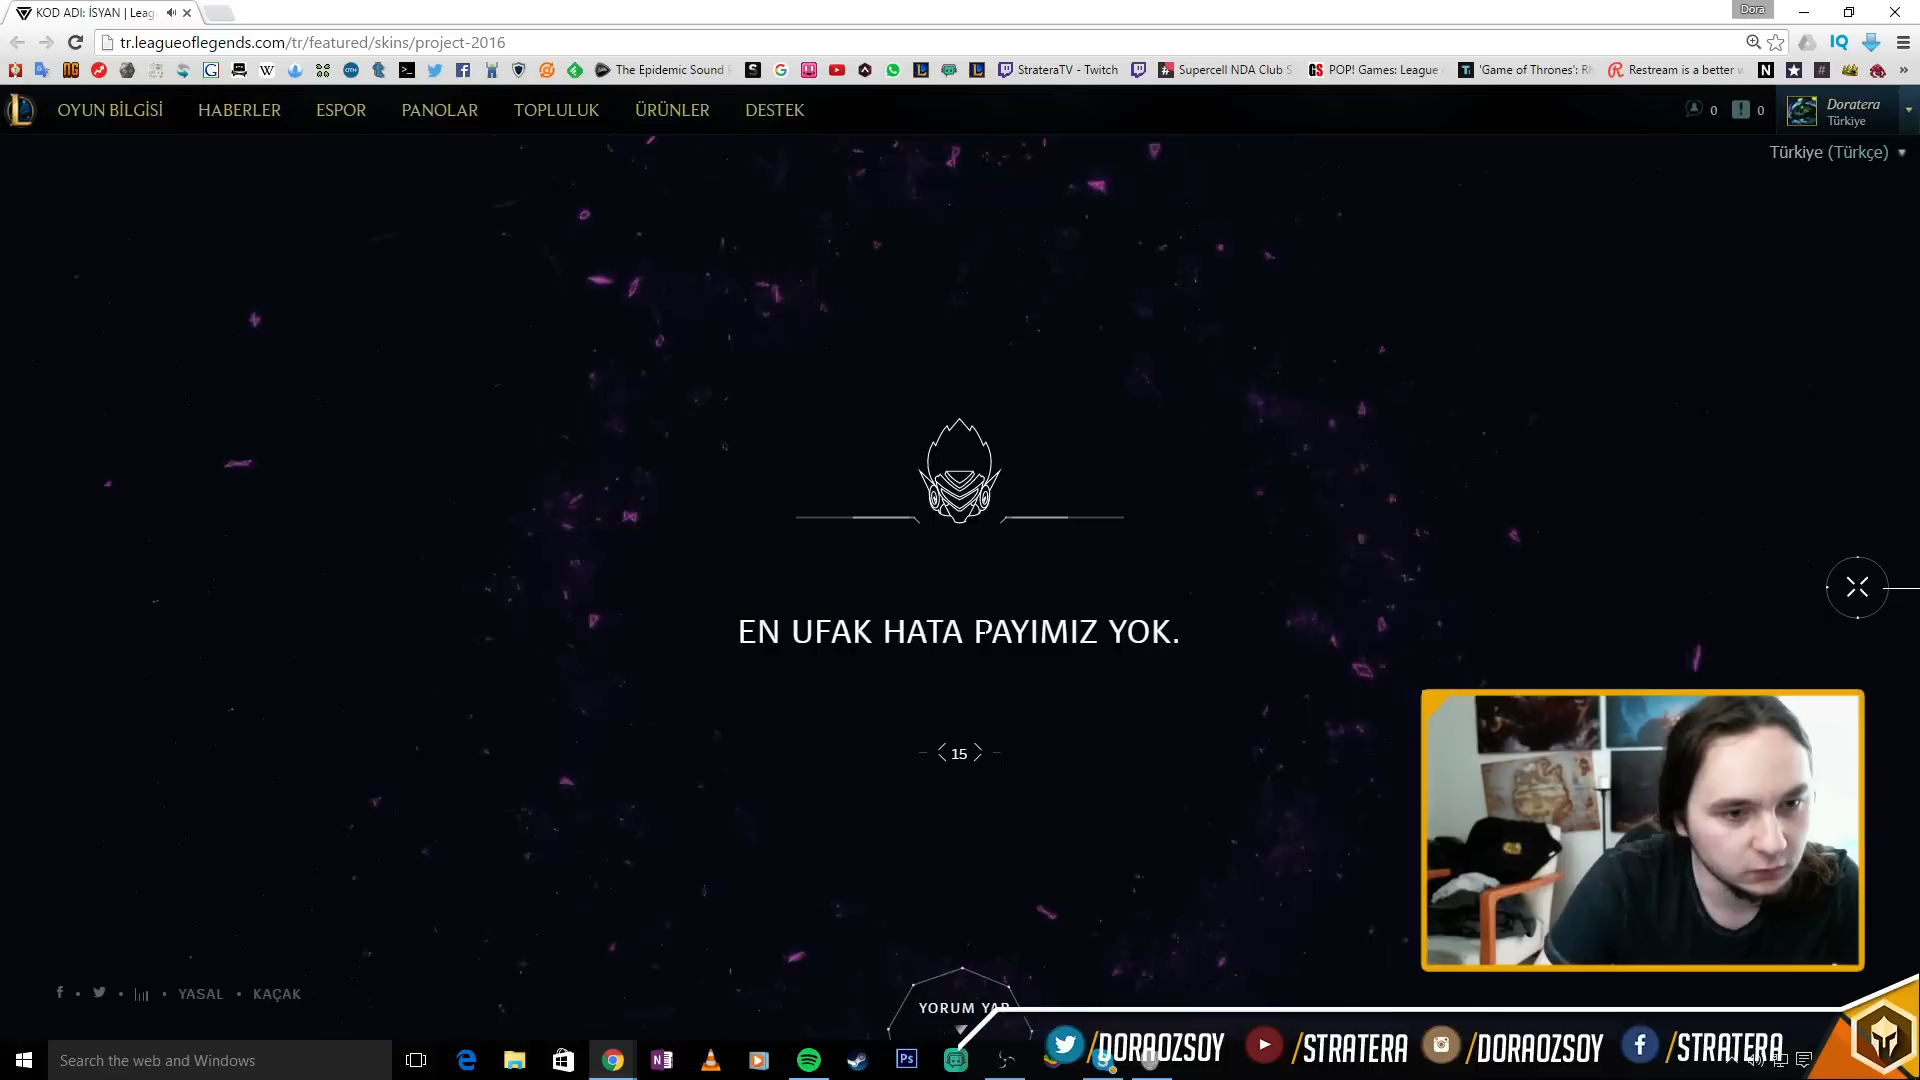 KOD ADI: İSYAN | Leag
Dora
tr.leagueoflegends.com/tr/featured/skins/project-2016
IQ
The Epidemic Sound
StrateraTV - Twitch
Supercell NDA Club S
POP! Games: League
'Game of Thrones': Rh
Restream is a better w
OYUN BİLGİSİ
HABERLER
ESPOR
PANOLAR
TOPLULUK
ÜRÜNLER
DESTEK
0
0
Doratera
Türkiye
Türkiye (Türkçe)
EN UFAK HATA PAYIMIZ YOK.
15
YASAL
KAÇAK
YORUM YAP
Search the web and Windows
/DORAOZSOY
/STRATERA
/DORAOZSOY
/STRATERA